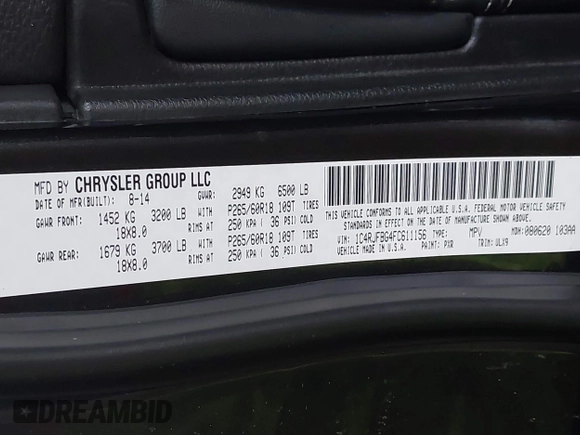 MFD BY CHRYSLER GROUP LLC
DATE OF MFR(BUILT): 8-14 GVWR: 2949 KG 6500 LB
GAWR FRONT: 1452 KG 3200 LB WITH P265/60R18 109T TIRES
18X8.0 RIMS AT 250 KPA ( 36 PSI) COLD
GAWR REAR: 1679 KG 3700 LB WITH P265/60R18 109T TIRES
18X8.0 RIMS AT 250 KPA ( 36 PSI) COLD
THIS VEHICLE CONFORMS TO ALL APPLICABLE U.S.A. FEDERAL MOTOR VEHICLE SAFETY
STANDARDS IN EFFECT ON THE DATE OF MANUFACTURE SHOWN ABOVE.
VIN: 1C4RJFBG4FC611156 TYPE: MPV MDH: 080620 103AA
VEHICLE MADE IN U.S.A. PAINT: PXR TRIM: ULX9
DREAMBID